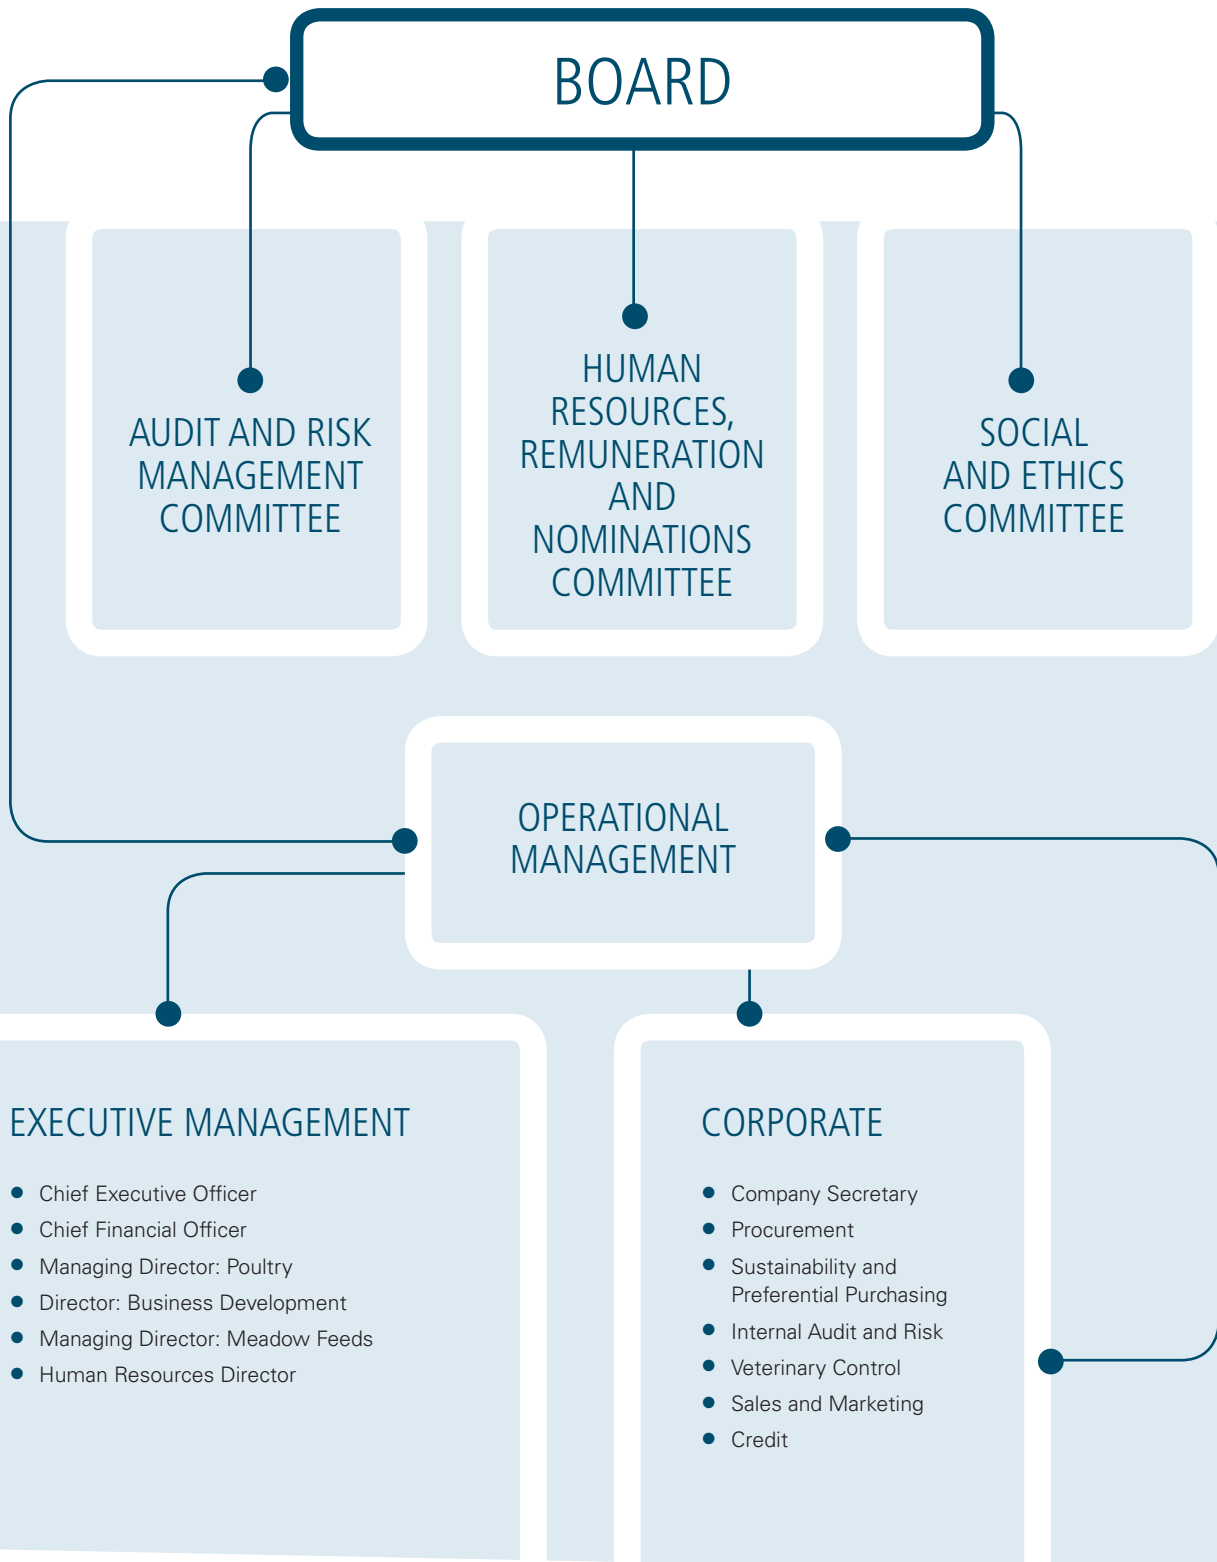 BOARD
AUDIT AND RISK
MANAGEMENT
COMMITTEE
HUMAN
RESOURCES,
REMUNERATION
AND
NOMINATIONS
COMMITTEE
SOCIAL
AND ETHICS
COMMITTEE
OPERATIONAL
MANAGEMENT
EXECUTIVE MANAGEMENT
• Chief Executive Officer
• Chief Financial Officer
• Managing Director: Poultry
• Director: Business Development
• Managing Director: Meadow Feeds
• Human Resources Director
CORPORATE
• Company Secretary
• Procurement
• Sustainability and
Preferential Purchasing
• Internal Audit and Risk
• Veterinary Control
• Sales and Marketing
• Credit